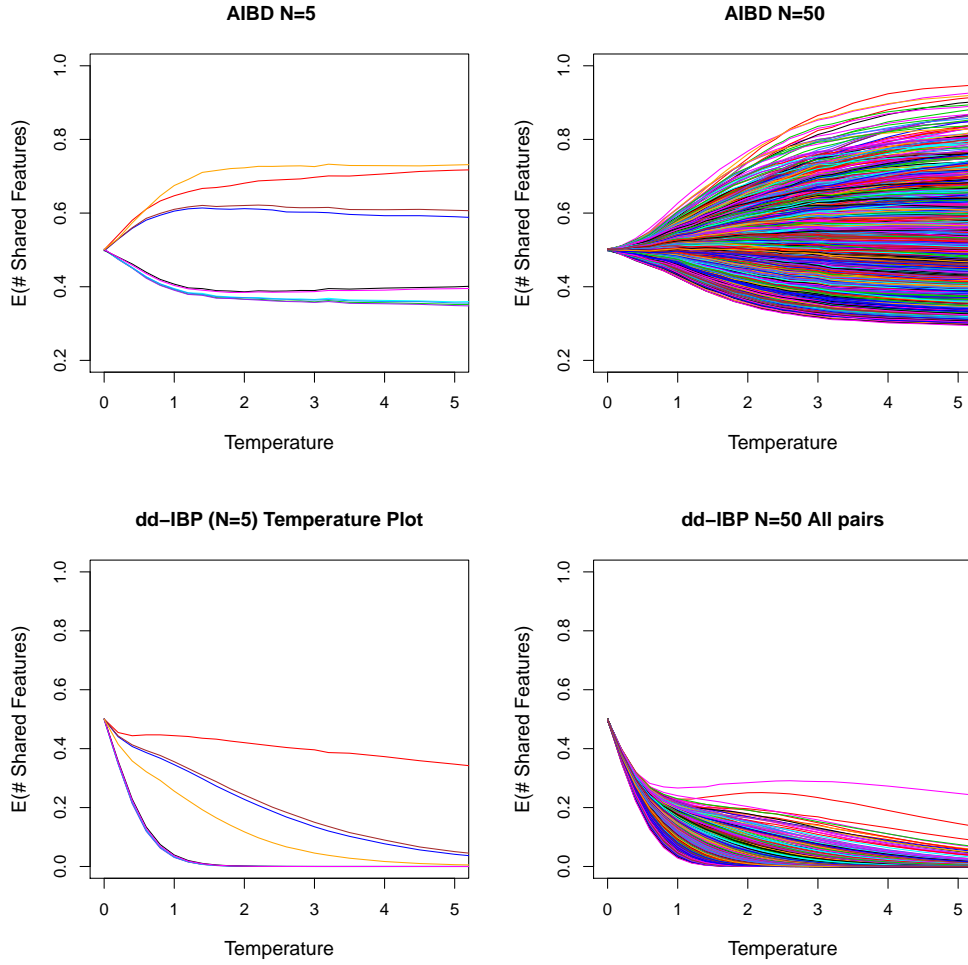 AIBD N=5
E(# Shared Features)
1.0
0.8
0.6
0.4
0.2
0 1 2 3 4 5
Temperature
AIBD N=50
E(# Shared Features)
1.0
0.8
0.6
0.4
0.2
0 1 2 3 4 5
Temperature
dd−IBP (N=5) Temperature Plot
E(# Shared Features)
1.0
0.8
0.6
0.4
0.2
0.0
0 1 2 3 4 5
Temperature
dd−IBP N=50 All pairs
E(# Shared Features)
1.0
0.8
0.6
0.4
0.2
0.0
0 1 2 3 4 5
Temperature